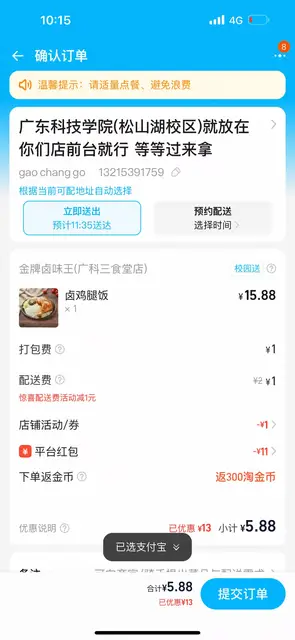 10:15
4G
确认订单
8
温馨提示：请适量点餐、避免浪费
广东科技学院(松山湖校区)就放在
你们店前台就行 等等过来拿
gao chang go 13215391759
根据当前可配地址自动选择
立即送出 预约配送
预计11:35送达 选择时间
金牌卤味王(广科三食堂店) 校园送
卤鸡腿饭 ¥15.88
×1
打包费 ¥1
配送费 ¥2 ¥1
惊喜配送费活动减1元
店铺活动/券 -¥1
平台红包 -¥11
下单返金币 返300淘金币
优惠说明 已优惠 ¥13 小计 ¥5.88
已选支付宝
合计¥5.88
已优惠¥13
提交订单